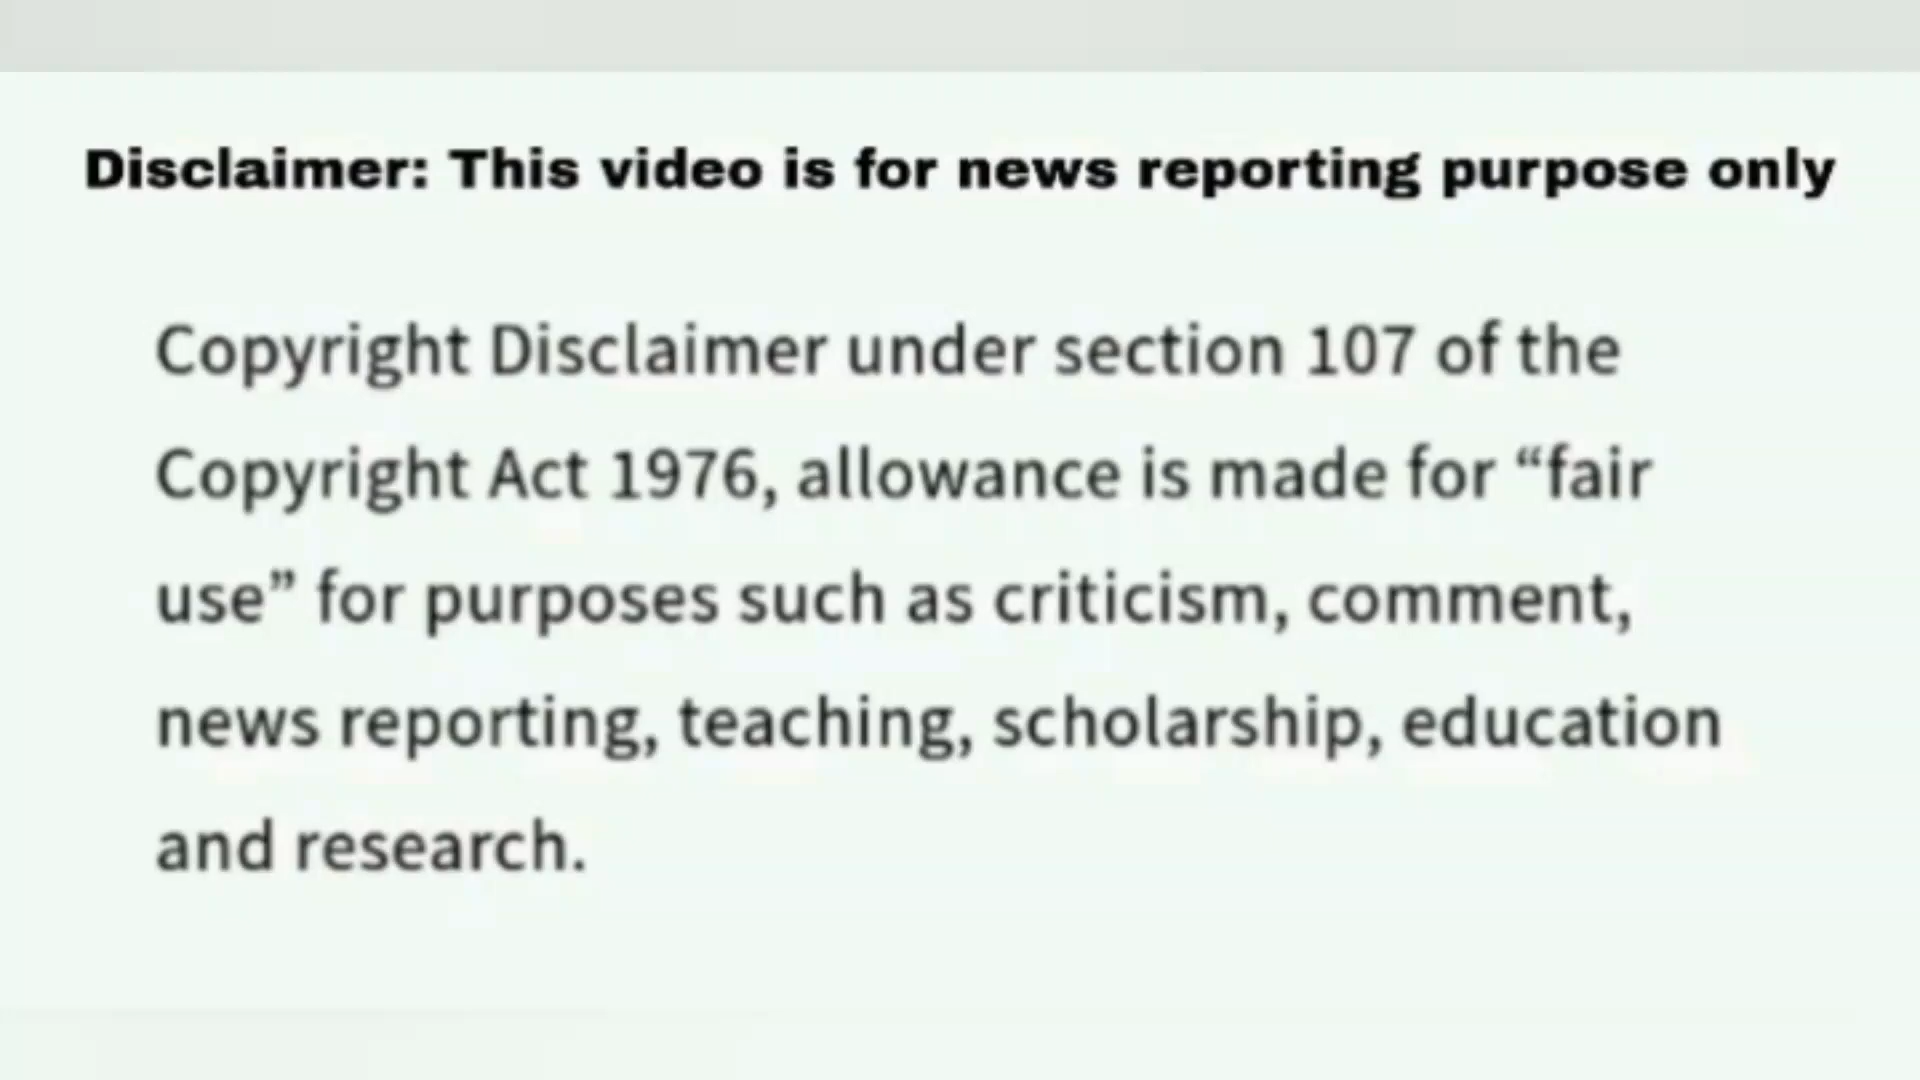 Disclaimer: This video is for news reporting purpose only
Copyright Disclaimer under section 107 of the
Copyright Act 1976, allowance is made for “fair
use” for purposes such as criticism, comment,
news reporting, teaching, scholarship, education
and research.